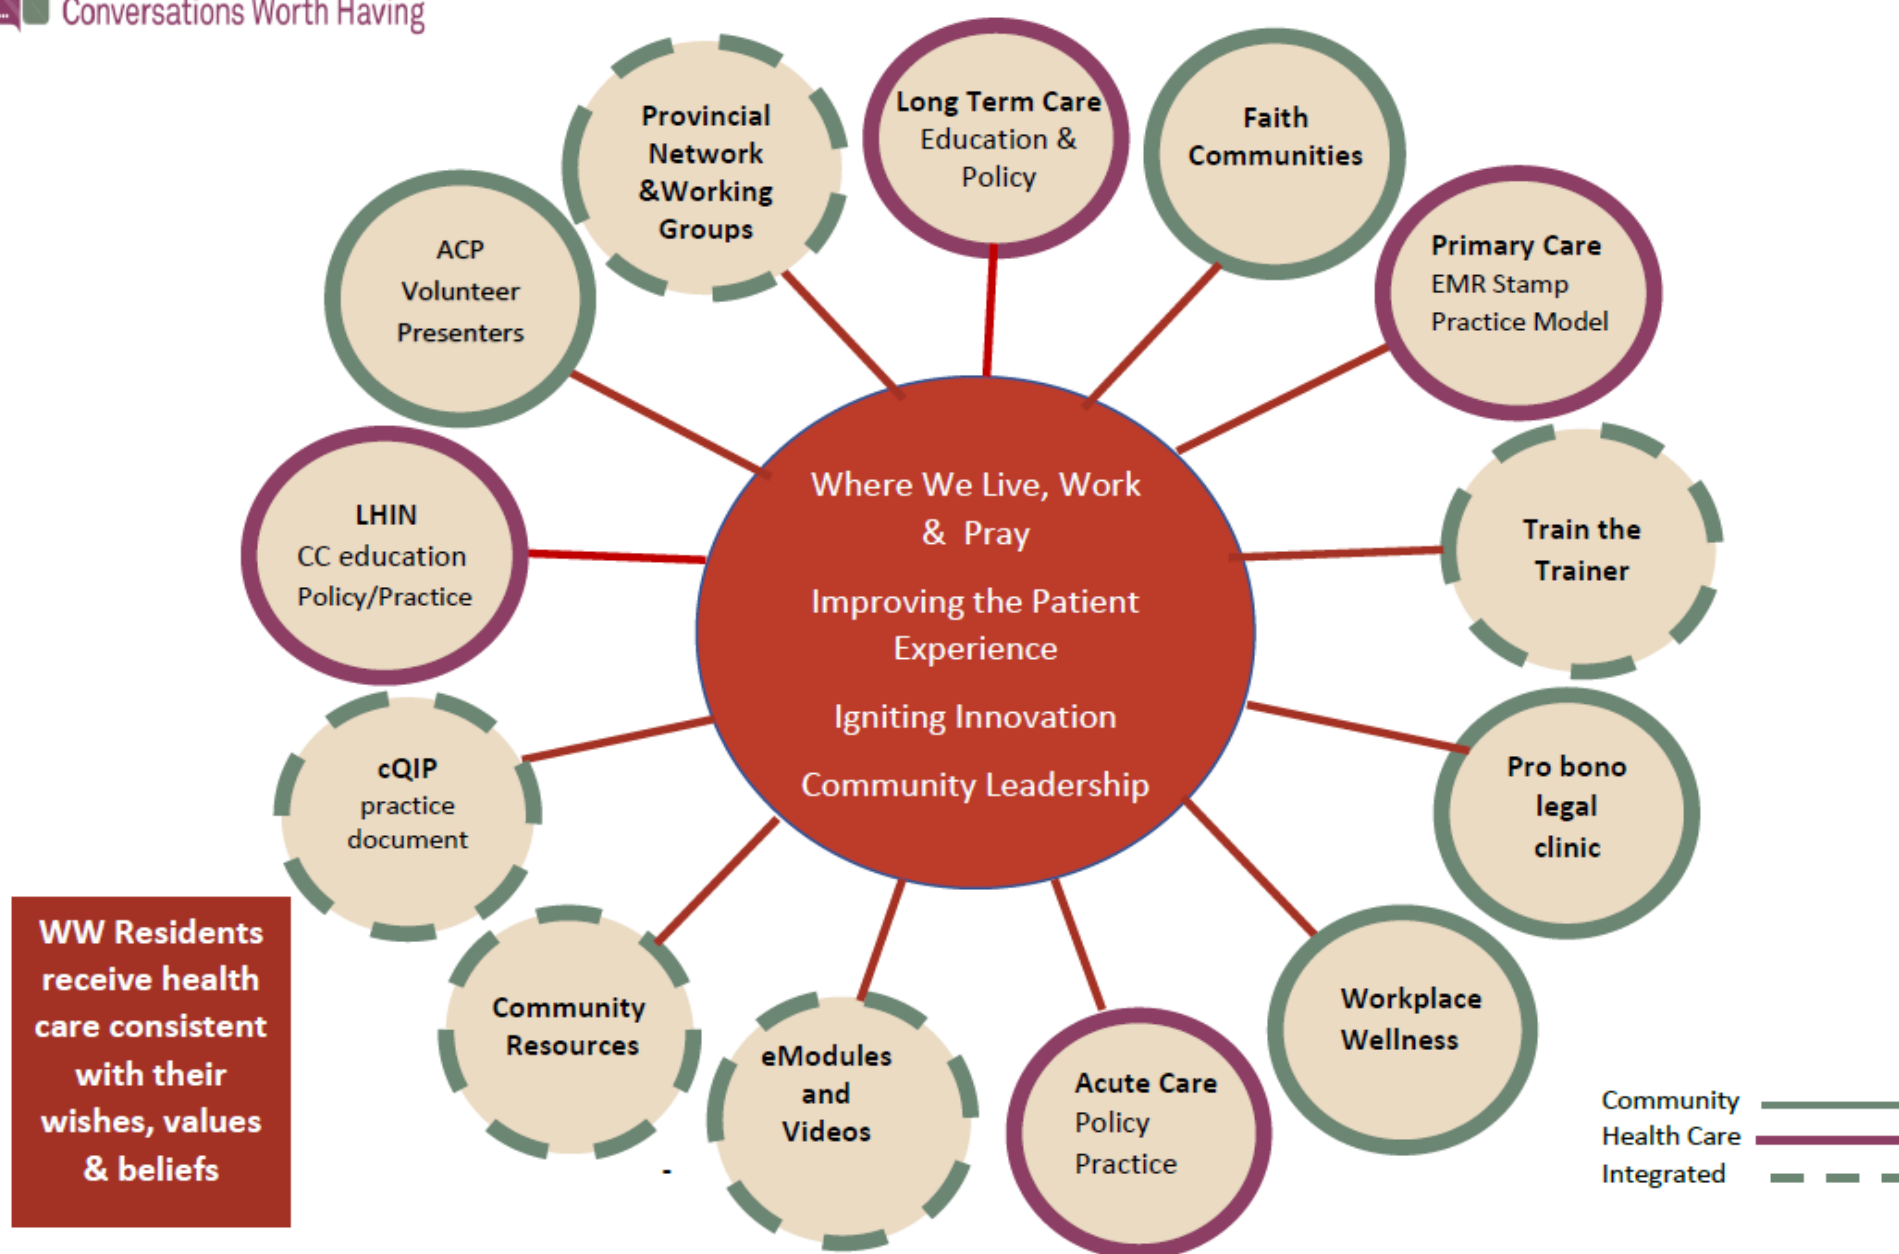 Conversations Worth Having
Provincial
Network
&Working
Groups
Long Term Care
Education &
Policy
Faith
Communities
Primary Care
EMR Stamp
Practice Model
ACP
Volunteer
Presenters
Train the
Trainer
LHIN
CC education
Policy/Practice
Where We Live, Work
& Pray
Improving the Patient
Experience
Igniting Innovation
Community Leadership
Pro bono
legal
clinic
cQIP
practice
document
Workplace
Wellness
Community
Resources
eModules
and
Videos
Acute Care
Policy
Practice
WW Residents
receive health
care consistent
with their
wishes, values
& beliefs
Community
Health Care
Integrated